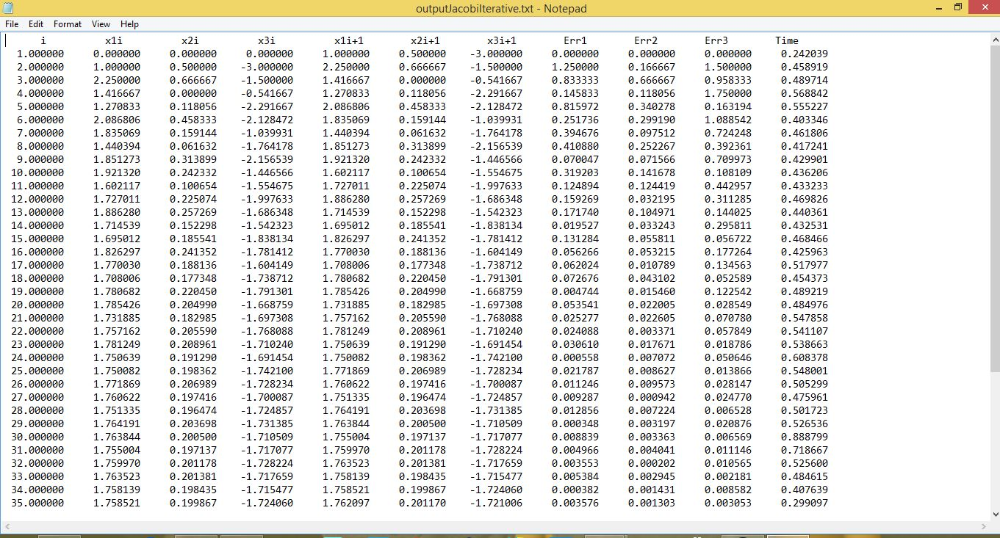 outputJacobiIterative.txt - Notepad
File Edit Format View Help
i x1i x2i x3i x1i+1 x2i+1 x3i+1 Err1 Err2 Err3 Time
1.000000 0.000000 0.000000 0.000000 1.000000 0.500000 -3.000000 0.000000 0.000000 0.000000 0.242039
2.000000 1.000000 0.500000 -3.000000 2.250000 0.666667 -1.500000 1.250000 0.166667 1.500000 0.458919
3.000000 2.250000 0.666667 -1.500000 1.416667 0.000000 -0.541667 0.833333 0.666667 0.958333 0.489714
4.000000 1.416667 0.000000 -0.541667 1.270833 0.118056 -2.291667 0.145833 0.118056 1.750000 0.568842
5.000000 1.270833 0.118056 -2.291667 2.086806 0.458333 -2.128472 0.815972 0.340278 0.163194 0.555227
6.000000 2.086806 0.458333 -2.128472 1.835069 0.159144 -1.039931 0.251736 0.299190 1.088542 0.403346
7.000000 1.835069 0.159144 -1.039931 1.440394 0.061632 -1.764178 0.394676 0.097512 0.724248 0.461806
8.000000 1.440394 0.061632 -1.764178 1.851273 0.313899 -2.156539 0.410880 0.252267 0.392361 0.417241
9.000000 1.851273 0.313899 -2.156539 1.921320 0.242332 -1.446566 0.070047 0.071566 0.709973 0.429901
10.000000 1.921320 0.242332 -1.446566 1.602117 0.100654 -1.554675 0.319203 0.141678 0.108109 0.436206
11.000000 1.602117 0.100654 -1.554675 1.727011 0.225074 -1.997633 0.124894 0.124419 0.442957 0.433233
12.000000 1.727011 0.225074 -1.997633 1.886280 0.257269 -1.686348 0.159269 0.032195 0.311285 0.469826
13.000000 1.886280 0.257269 -1.686348 1.714539 0.152298 -1.542323 0.171740 0.104971 0.144025 0.440361
14.000000 1.714539 0.152298 -1.542323 1.695012 0.185541 -1.838134 0.019527 0.033243 0.295811 0.432531
15.000000 1.695012 0.185541 -1.838134 1.826297 0.241352 -1.781412 0.131284 0.055811 0.056722 0.468466
16.000000 1.826297 0.241352 -1.781412 1.770030 0.188136 -1.604149 0.056266 0.053215 0.177264 0.425963
17.000000 1.770030 0.188136 -1.604149 1.708006 0.177348 -1.738712 0.062024 0.010789 0.134563 0.517977
18.000000 1.708006 0.177348 -1.738712 1.780682 0.220450 -1.791301 0.072676 0.043102 0.052589 0.454373
19.000000 1.780682 0.220450 -1.791301 1.785426 0.204990 -1.668759 0.004744 0.015460 0.122542 0.489219
20.000000 1.785426 0.204990 -1.668759 1.731885 0.182985 -1.697308 0.053541 0.022005 0.028549 0.484976
21.000000 1.731885 0.182985 -1.697308 1.757162 0.205590 -1.768088 0.025277 0.022605 0.070780 0.547858
22.000000 1.757162 0.205590 -1.768088 1.781249 0.208961 -1.710240 0.024088 0.003371 0.057849 0.541107
23.000000 1.781249 0.208961 -1.710240 1.750639 0.191290 -1.691454 0.030610 0.017671 0.018786 0.538663
24.000000 1.750639 0.191290 -1.691454 1.750082 0.198362 -1.742100 0.000558 0.007072 0.050646 0.608378
25.000000 1.750082 0.198362 -1.742100 1.771869 0.206989 -1.728234 0.021787 0.008627 0.013866 0.548001
26.000000 1.771869 0.206989 -1.728234 1.760622 0.197416 -1.700087 0.011246 0.009573 0.028147 0.505299
27.000000 1.760622 0.197416 -1.700087 1.751335 0.196474 -1.724857 0.009287 0.000942 0.024770 0.475961
28.000000 1.751335 0.196474 -1.724857 1.764191 0.203698 -1.731385 0.012856 0.007224 0.006528 0.501723
29.000000 1.764191 0.203698 -1.731385 1.763844 0.200500 -1.710509 0.000348 0.003197 0.020876 0.526536
30.000000 1.763844 0.200500 -1.710509 1.755004 0.197137 -1.717077 0.008839 0.003363 0.006569 0.888799
31.000000 1.755004 0.197137 -1.717077 1.759970 0.201178 -1.728224 0.004966 0.004041 0.011146 0.718667
32.000000 1.759970 0.201178 -1.728224 1.763523 0.201381 -1.717659 0.003553 0.000202 0.010565 0.525600
33.000000 1.763523 0.201381 -1.717659 1.758139 0.198435 -1.715477 0.005384 0.002945 0.002181 0.484615
34.000000 1.758139 0.198435 -1.715477 1.758521 0.199867 -1.724060 0.000382 0.001431 0.008582 0.407639
35.000000 1.758521 0.199867 -1.724060 1.762097 0.201170 -1.721006 0.003576 0.001303 0.003053 0.299097